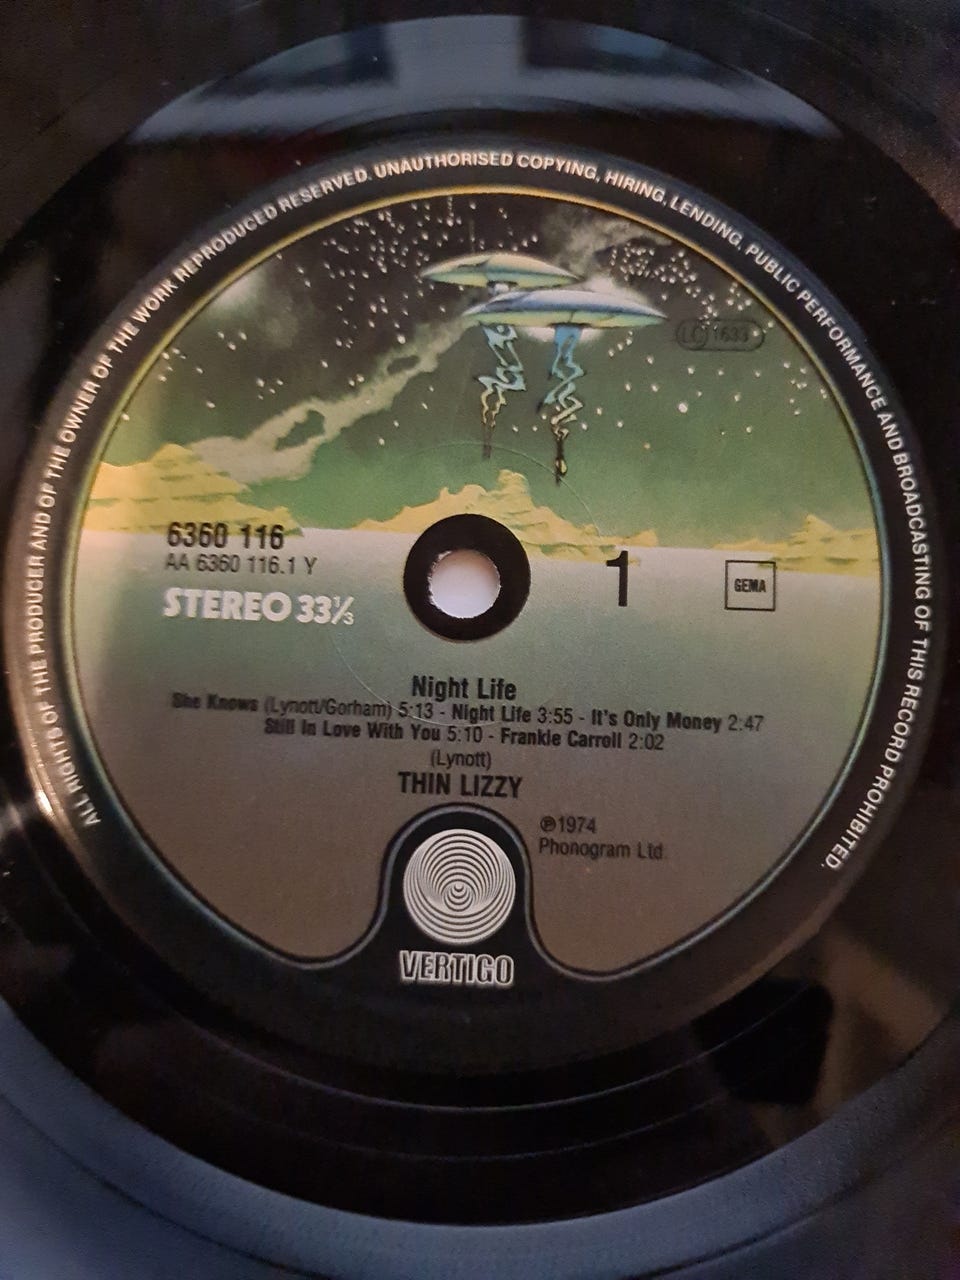 ALL RIGHTS OF THE PRODUCER AND OF THE OWNER OF THE WORK REPRODUCED RESERVED. UNAUTHORISED COPYING, HIRING, LENDING, PUBLIC PERFORMANCE AND BROADCASTING OF THIS RECORD PROHIBITED.
LC 1633
6360 116
AA 6360 116.1 Y
STEREO 33⅓
1
GEMA
Night Life
She Knows (Lynott/Gorham) 5:13 - Night Life 3:55 - It's Only Money 2:47
Still In Love With You 5:10 - Frankie Carroll 2:02
(Lynott)
THIN LIZZY
℗1974
Phonogram Ltd.
VERTIGO